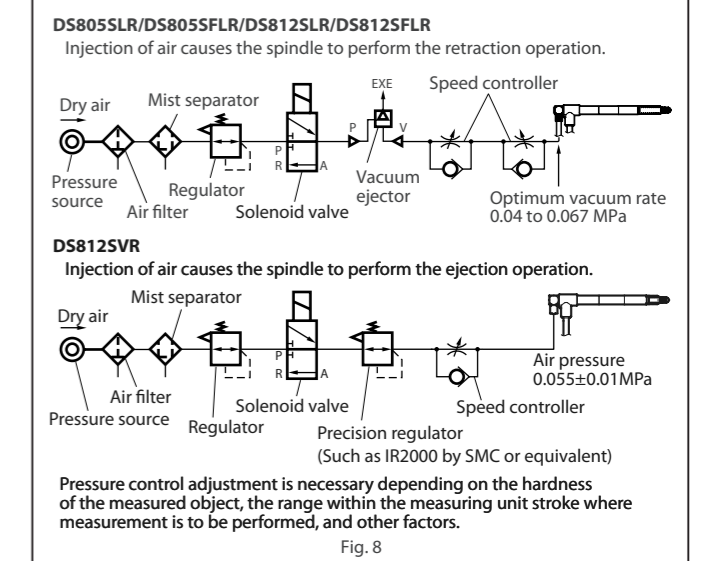 DS805SLR/DS805SFLR/DS812SLR/DS812SFLR
Injection of air causes the spindle to perform the retraction operation.
EXE
Speed controller
Dry air
Mist separator
P
V
P
R
A
Pressure
source
Air filter
Regulator
Solenoid valve
Vacuum
ejector
Optimum vacuum rate
0.04 to 0.067 MPa
DS812SVR
Injection of air causes the spindle to perform the ejection operation.
Mist separator
Dry air
P
R
A
Air pressure
0.055±0.01MPa
Air filter
Pressure source
Regulator
Solenoid valve
Speed controller
Precision regulator
(Such as IR2000 by SMC or equivalent)
Pressure control adjustment is necessary depending on the hardness
of the measured object, the range within the measuring unit stroke where
measurement is to be performed, and other factors.
Fig. 8